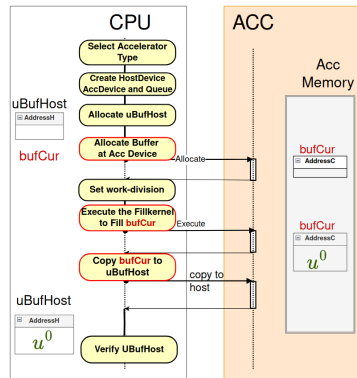 CPU
ACC
Select Accelerator
Type
Create HostDevice
AccDevice and Queue
Allocate uBufHost
Allocate Buffer
at Acc Device
Allocate
Set work-division
Execute the Fillkernel
to Fill bufCur
Execute
Copy bufCur to
uBufHost
copy to
host
Verify UBufHost
uBufHost
AddressH
bufCur
uBufHost
AddressH
u⁰
Acc
Memory
bufCur
AddressC
bufCur
AddressC
u⁰